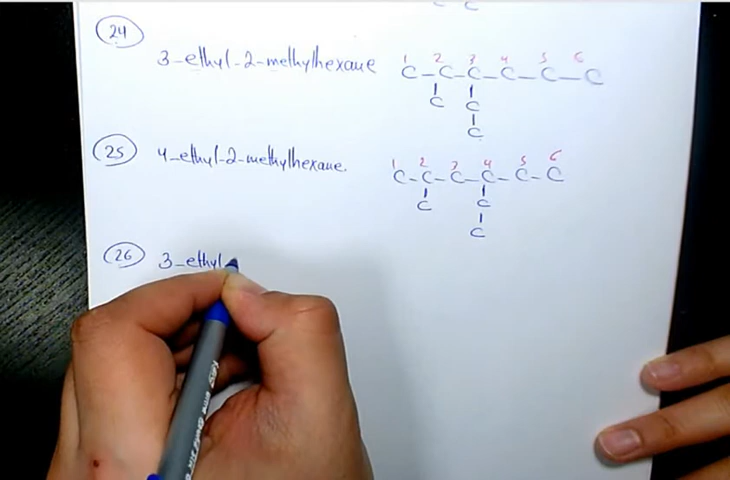 C C
24
3-ethyl-2-methylhexane
1 2 3 4 5 6
C-C-C-C-C-C
C C
C
25 4-ethyl-2-methylhexane.
1 2 3 4 5 6
C-C-C-C-C-C
C C
C
26 3-ethyl